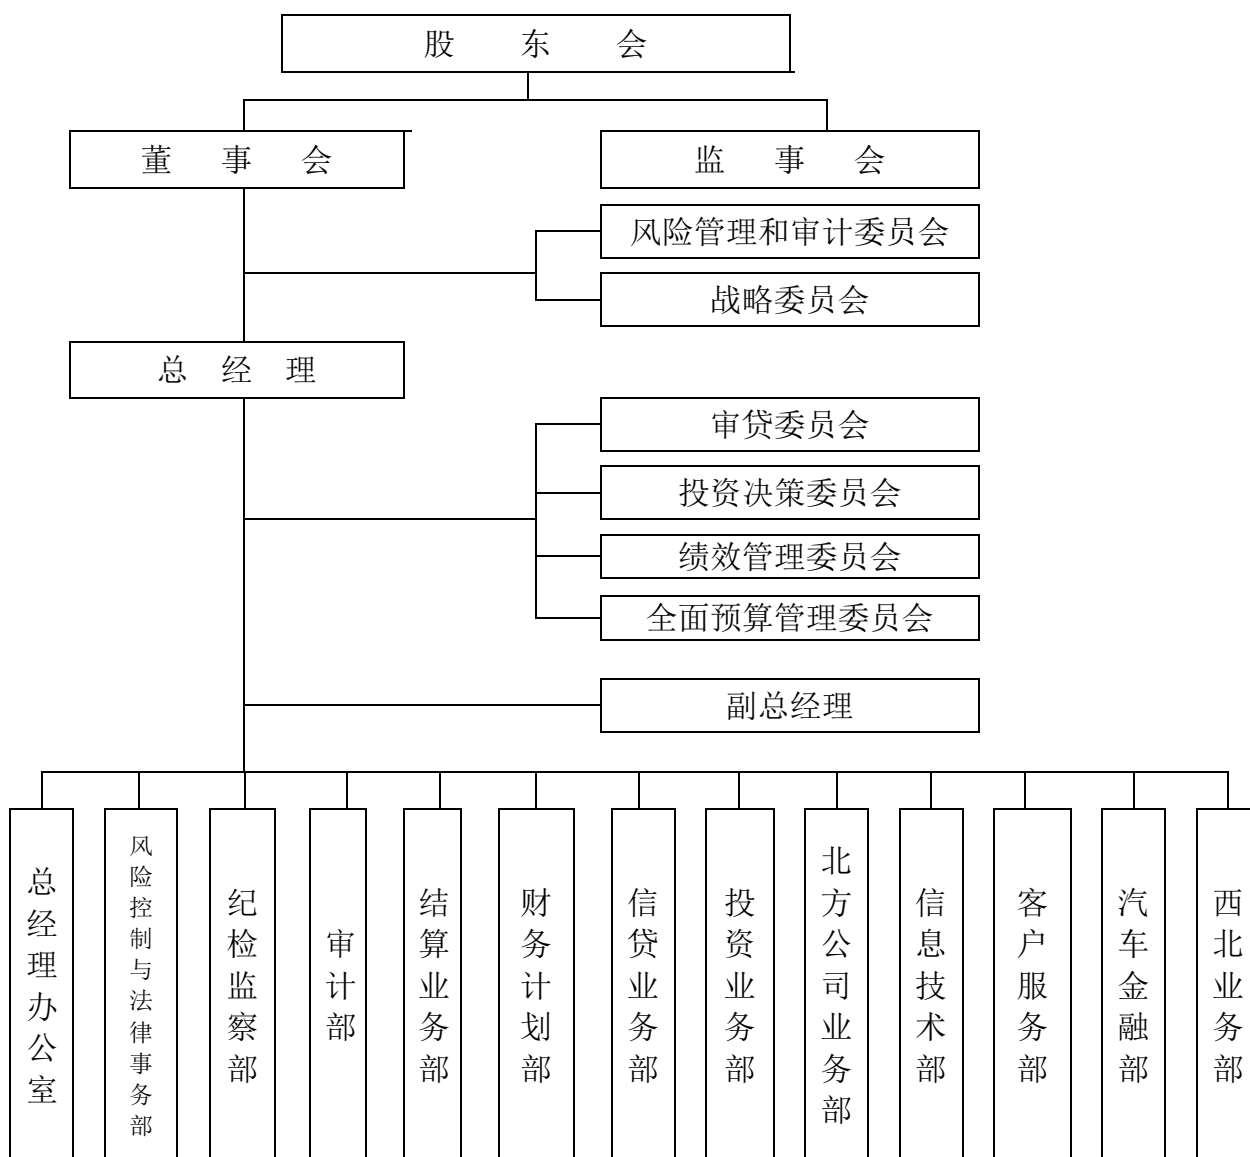 股 东 会
董 事 会
监 事 会
风险管理和审计委员会
战略委员会
总 经 理
审贷委员会
投资决策委员会
绩效管理委员会
全面预算管理委员会
副总经理
总经理办公室
风险控制与法律事务部
纪检监察部
审计部
结算业务部
财务计划部
信贷业务部
投资业务部
北方公司业务部
信息技术部
客户服务部
汽车金融部
西北业务部